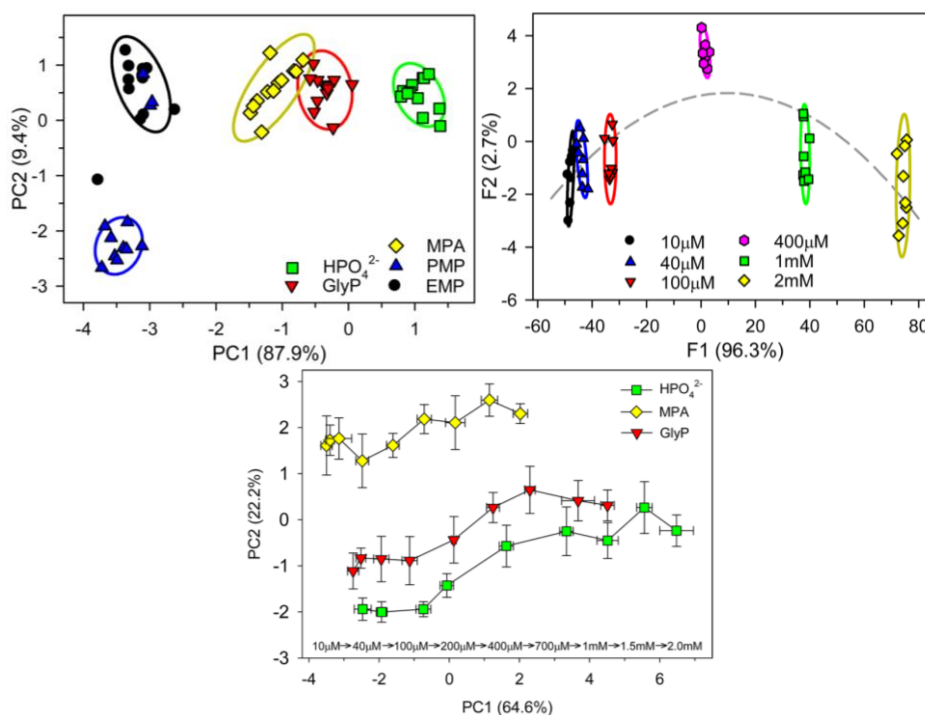 1
0
-1
-2
-3
PC2 (9.4%)
-4
-3
-2
-1
0
1
PC1 (87.9%)
HPO₄²⁻
GlyP
MPA
PMP
EMP
4
2
0
-2
-4
-6
F2 (2.7%)
10µM
40µM
100µM
400µM
1mM
2mM
-60
-40
-20
0
20
40
60
80
F1 (96.3%)
3
2
1
0
-1
-2
-3
PC2 (22.2%)
HPO₄²⁻
MPA
GlyP
10µM→40µM→100µM→200µM→400µM→700µM→1mM→1.5mM→2.0mM
-4
-2
0
2
4
6
PC1 (64.6%)